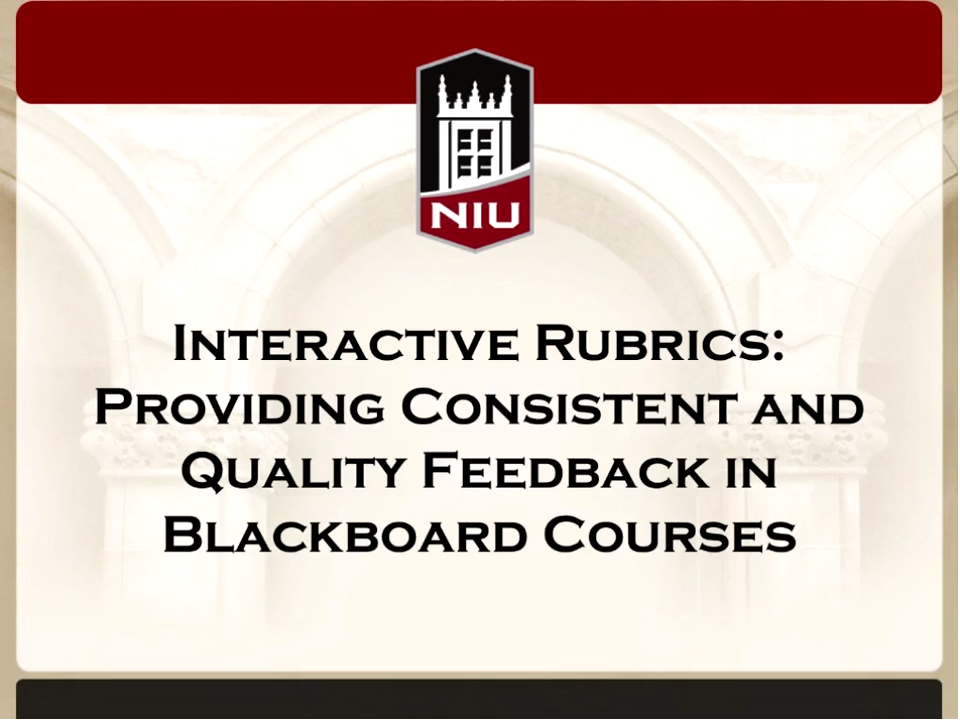 NIU
Interactive Rubrics:
Providing Consistent and
Quality Feedback in
Blackboard Courses